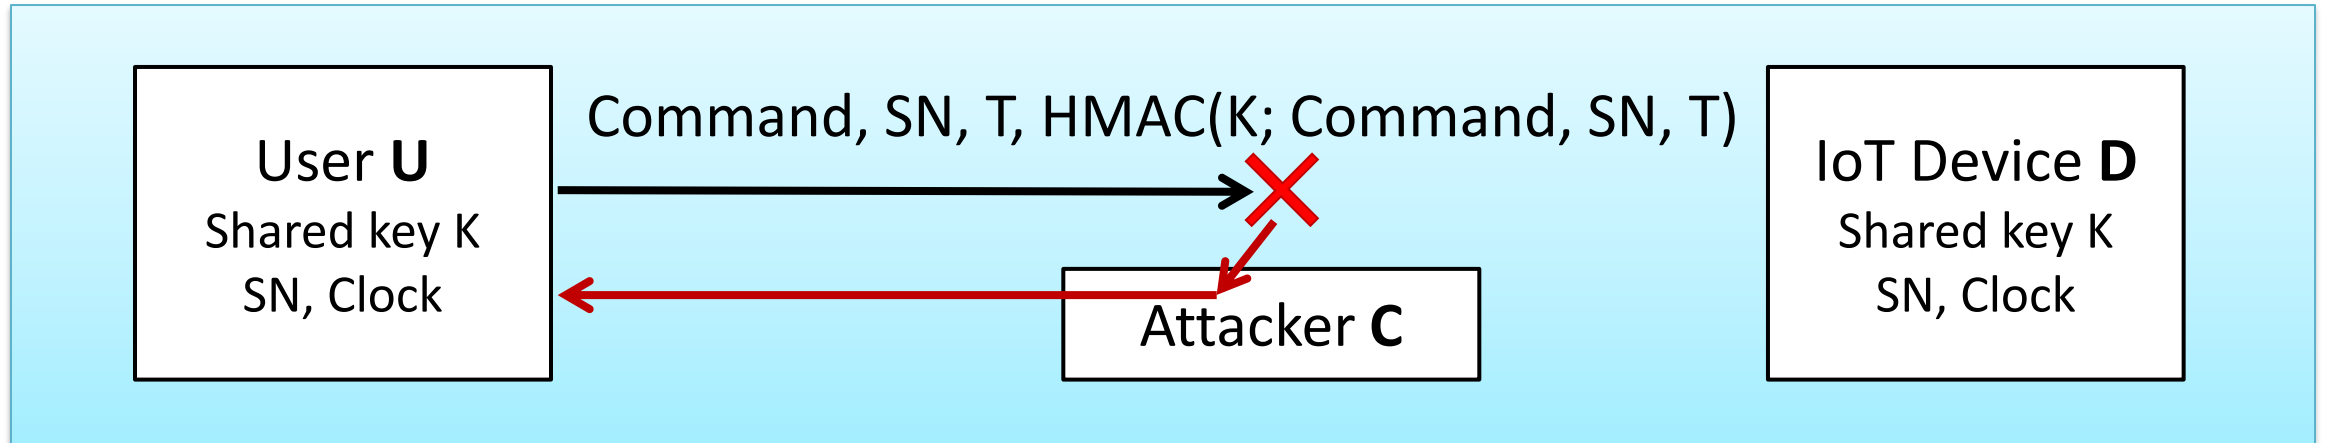 Command, SN, T, HMAC(K; Command, SN, T)
User U
Shared key K
SN, Clock
Attacker C
IoT Device D
Shared key K
SN, Clock